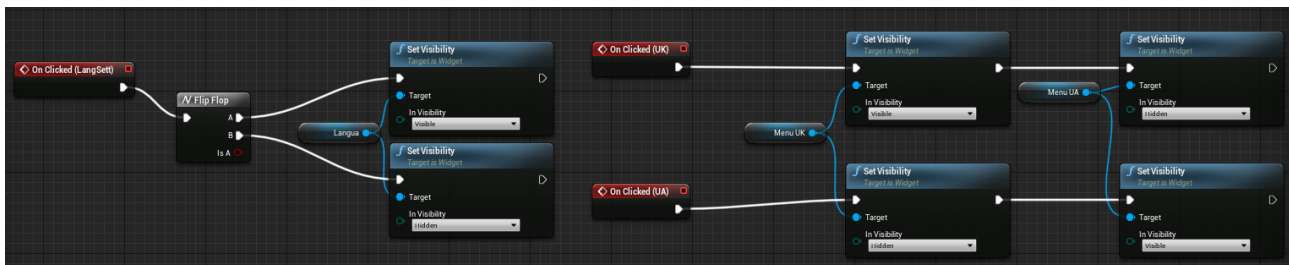 On Clicked (LangSett)
Flip Flop
A
B
Is A
Langua
Set Visibility
Target is Widget
Target
In Visibility
Visible
Set Visibility
Target is Widget
Target
In Visibility
Hidden
On Clicked (UK)
On Clicked (UA)
Menu UK
Set Visibility
Target is Widget
Target
In Visibility
Visible
Set Visibility
Target is Widget
Target
In Visibility
Hidden
Menu UA
Set Visibility
Target is Widget
Target
In Visibility
Hidden
Set Visibility
Target is Widget
Target
In Visibility
Visible